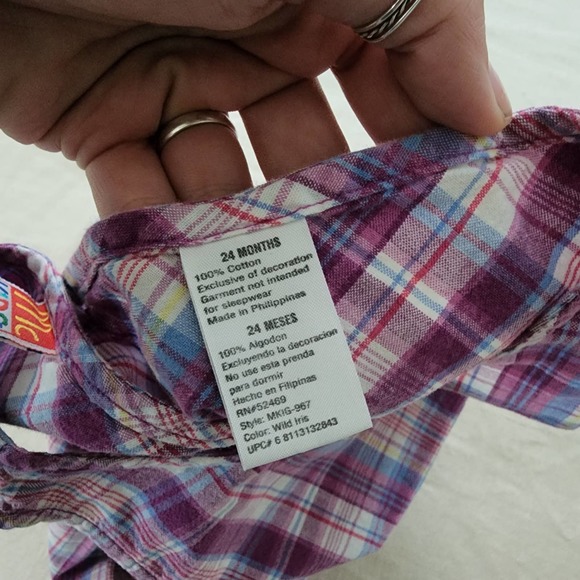 24 MONTHS
100% Cotton
Exclusive of decoration
Garment not intended
for sleepwear
Made in Philippines
24 MESES
100% Algodon
Excluyendo la decoracion
No use esta prenda
para dormir
Hecho en Filipinas
RN#52469
Style: MKIG-967
Color: Wild Iris
UPC# 6 8113132843